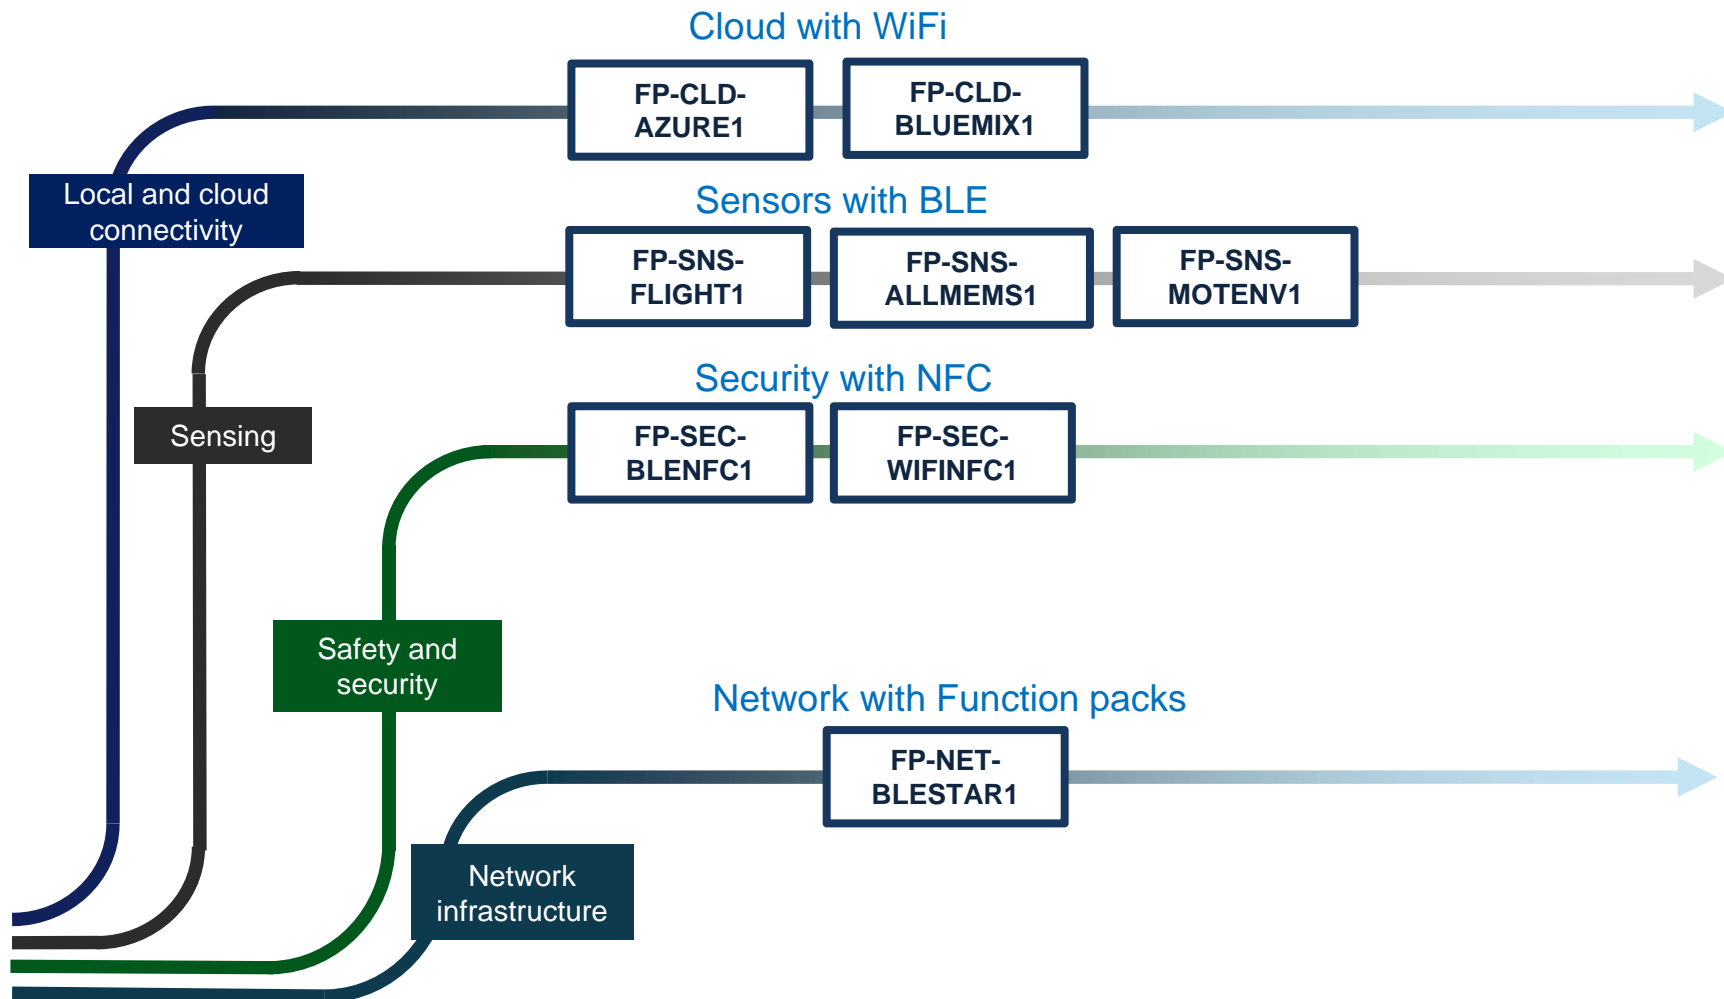 Cloud with WiFi
FP-CLD-
AZURE1
FP-CLD-
BLUEMIX1
Local and cloud
connectivity
Sensors with BLE
FP-SNS-
FLIGHT1
FP-SNS-
ALLMEMS1
FP-SNS-
MOTENV1
Sensing
Security with NFC
FP-SEC-
BLENFC1
FP-SEC-
WIFINFC1
Safety and
security
Network with Function packs
FP-NET-
BLESTAR1
Network
infrastructure